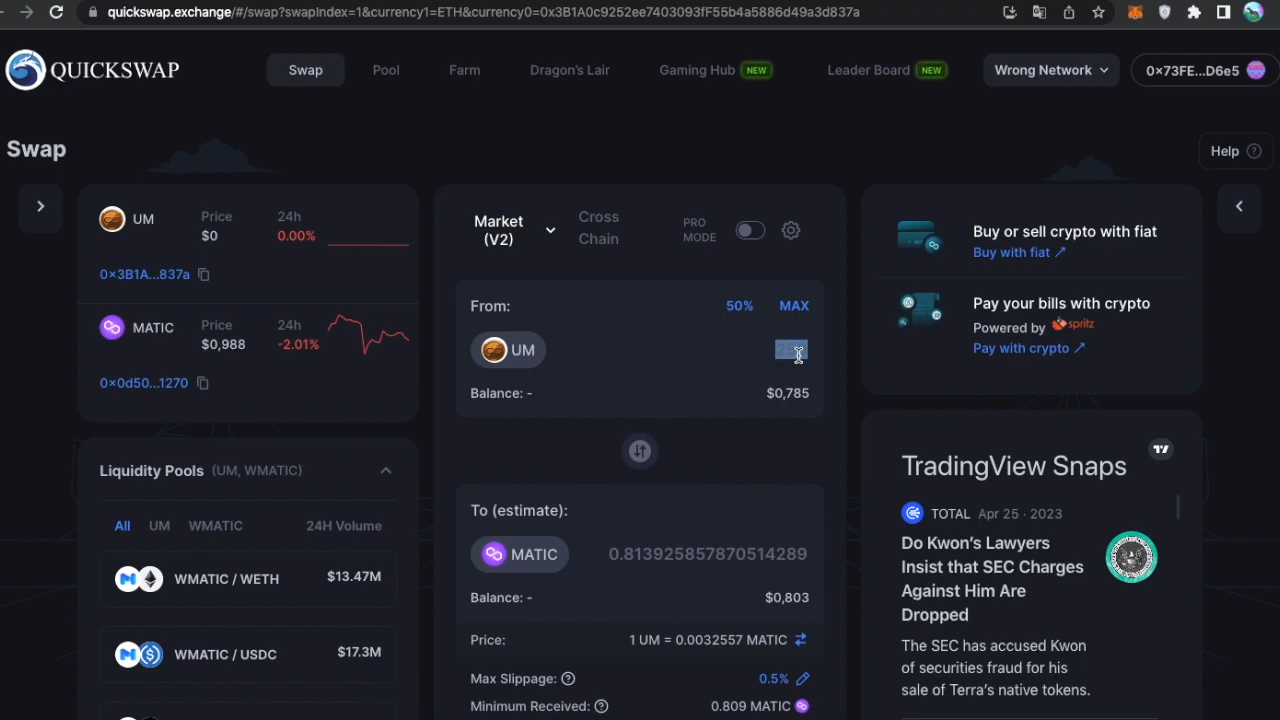 quickswap.exchange/#/swap?swapIndex=1&currency1=ETH&currency0=0x3B1A0c9252ee7403093fF55b4a5886d49a3d837a
QUICKSWAP
Swap
Pool
Farm
Dragon's Lair
Gaming Hub NEW
Leader Board NEW
Wrong Network
0x73FE...D6e5
Swap
Help
UM
Price
$0
24h
0.00%
0x3B1A...837a
MATIC
Price
$0,988
24h
-2.01%
0x0d50...1270
Liquidity Pools (UM, WMATIC)
All UM WMATIC 24H Volume
WMATIC / WETH $13.47M
WMATIC / USDC $17.3M
Market
(V2)
Cross
Chain
PRO
MODE
From: 50% MAX
UM
Balance: - $0,785
To (estimate):
MATIC 0.813925857870514289
Balance: - $0,803
Price: 1 UM = 0.0032557 MATIC
Max Slippage: 0.5%
Minimum Received: 0.809 MATIC
Buy or sell crypto with fiat
Buy with fiat
Pay your bills with crypto
Powered by spritz
Pay with crypto
TradingView Snaps
TOTAL Apr 25 · 2023
Do Kwon's Lawyers
Insist that SEC Charges
Against Him Are
Dropped
The SEC has accused Kwon
of securities fraud for his
sale of Terra's native tokens.